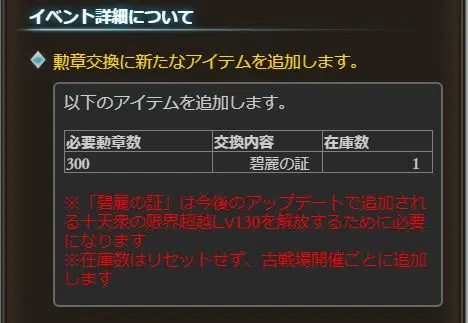 イベント詳細について
勲章交換に新たなアイテムを追加します。
以下のアイテムを追加します。
必要勲章数 交換内容 在庫数
300 碧麗の証 1
※「碧麗の証」は今後のアップデートで追加され
る十天衆の限界超越Lv130を解放するために必要
になります
※在庫数はリセットせず、古戦場開催ごとに追加
します